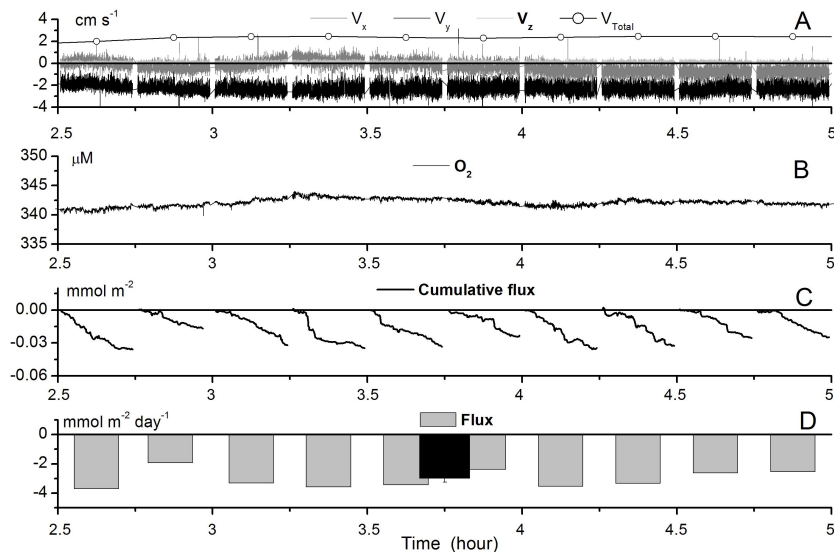 cm s⁻¹
Vₓ Vᵧ V_z V_Total
A
4
2
0
-2
-4
2.5 3 3.5 4 4.5 5
μM
O₂
B
350
345
340
335
2.5 3 3.5 4 4.5 5
mmol m⁻²
Cumulative flux
C
0.00
-0.03
-0.06
2.5 3 3.5 4 4.5 5
mmol m⁻² day⁻¹
Flux
D
0
-2
-4
2.5 3 3.5 4 4.5 5
Time (hour)